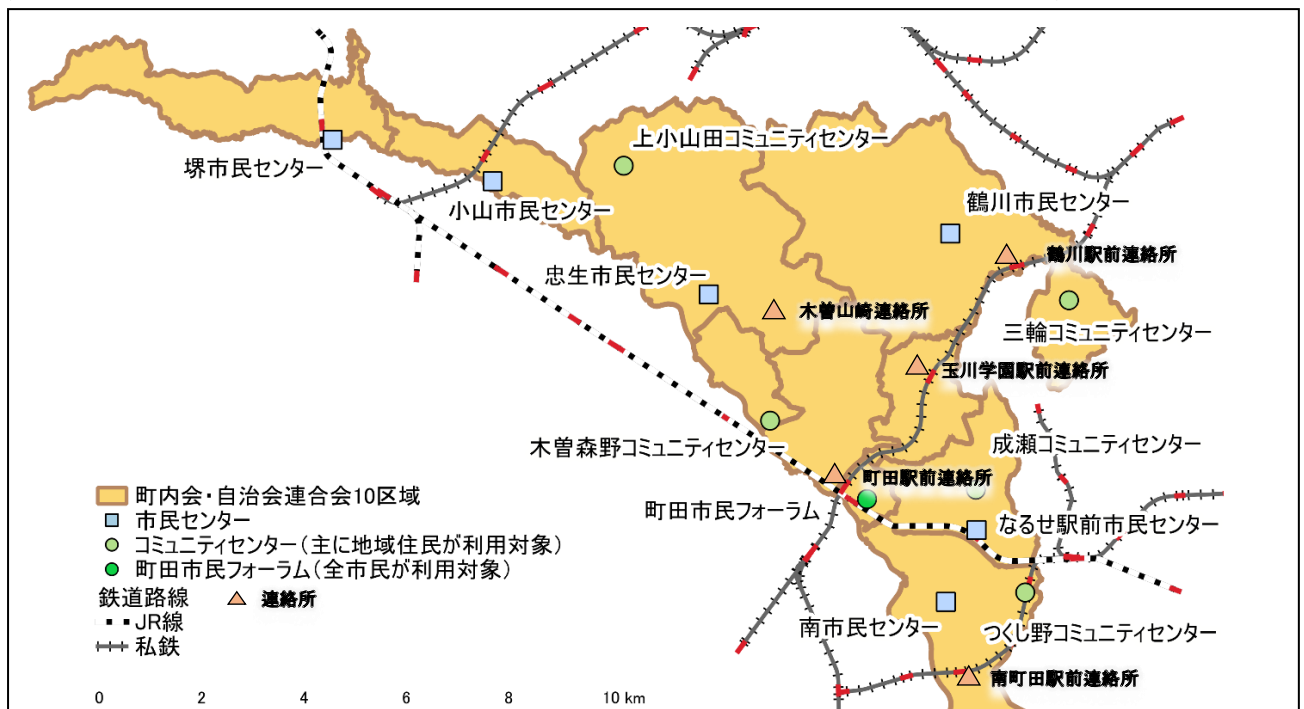 上小山田コミュニティセンター
堺市民センター
小山市民センター
鶴川市民センター
鶴川駅前連絡所
忠生市民センター
木曽山崎連絡所
三輪コミュニティセンター
玉川学園駅前連絡所
木曽森野コミュニティセンター
成瀬コミュニティセンター
町田駅前連絡所
町田市民フォーラム
なるせ駅前市民センター
南市民センター
つくし野コミュニティセンター
南町田駅前連絡所
町内会・自治会連合会10区域
市民センター
コミュニティセンター(主に地域住民が利用対象)
町田市民フォーラム(全市民が利用対象)
鉄道路線 連絡所
JR線
私鉄
0 2 4 6 8 10 km